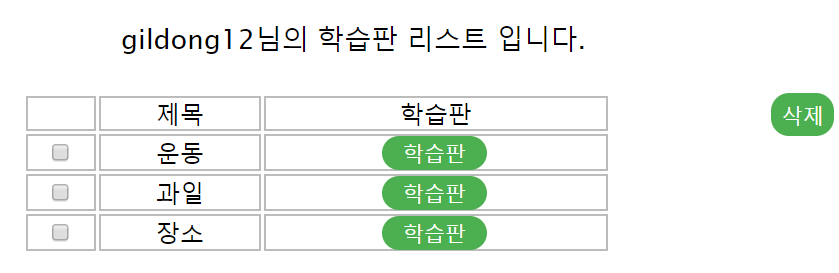 gildong12님의 학습판 리스트 입니다.
제목 학습판 삭제
운동 학습판
과일 학습판
장소 학습판